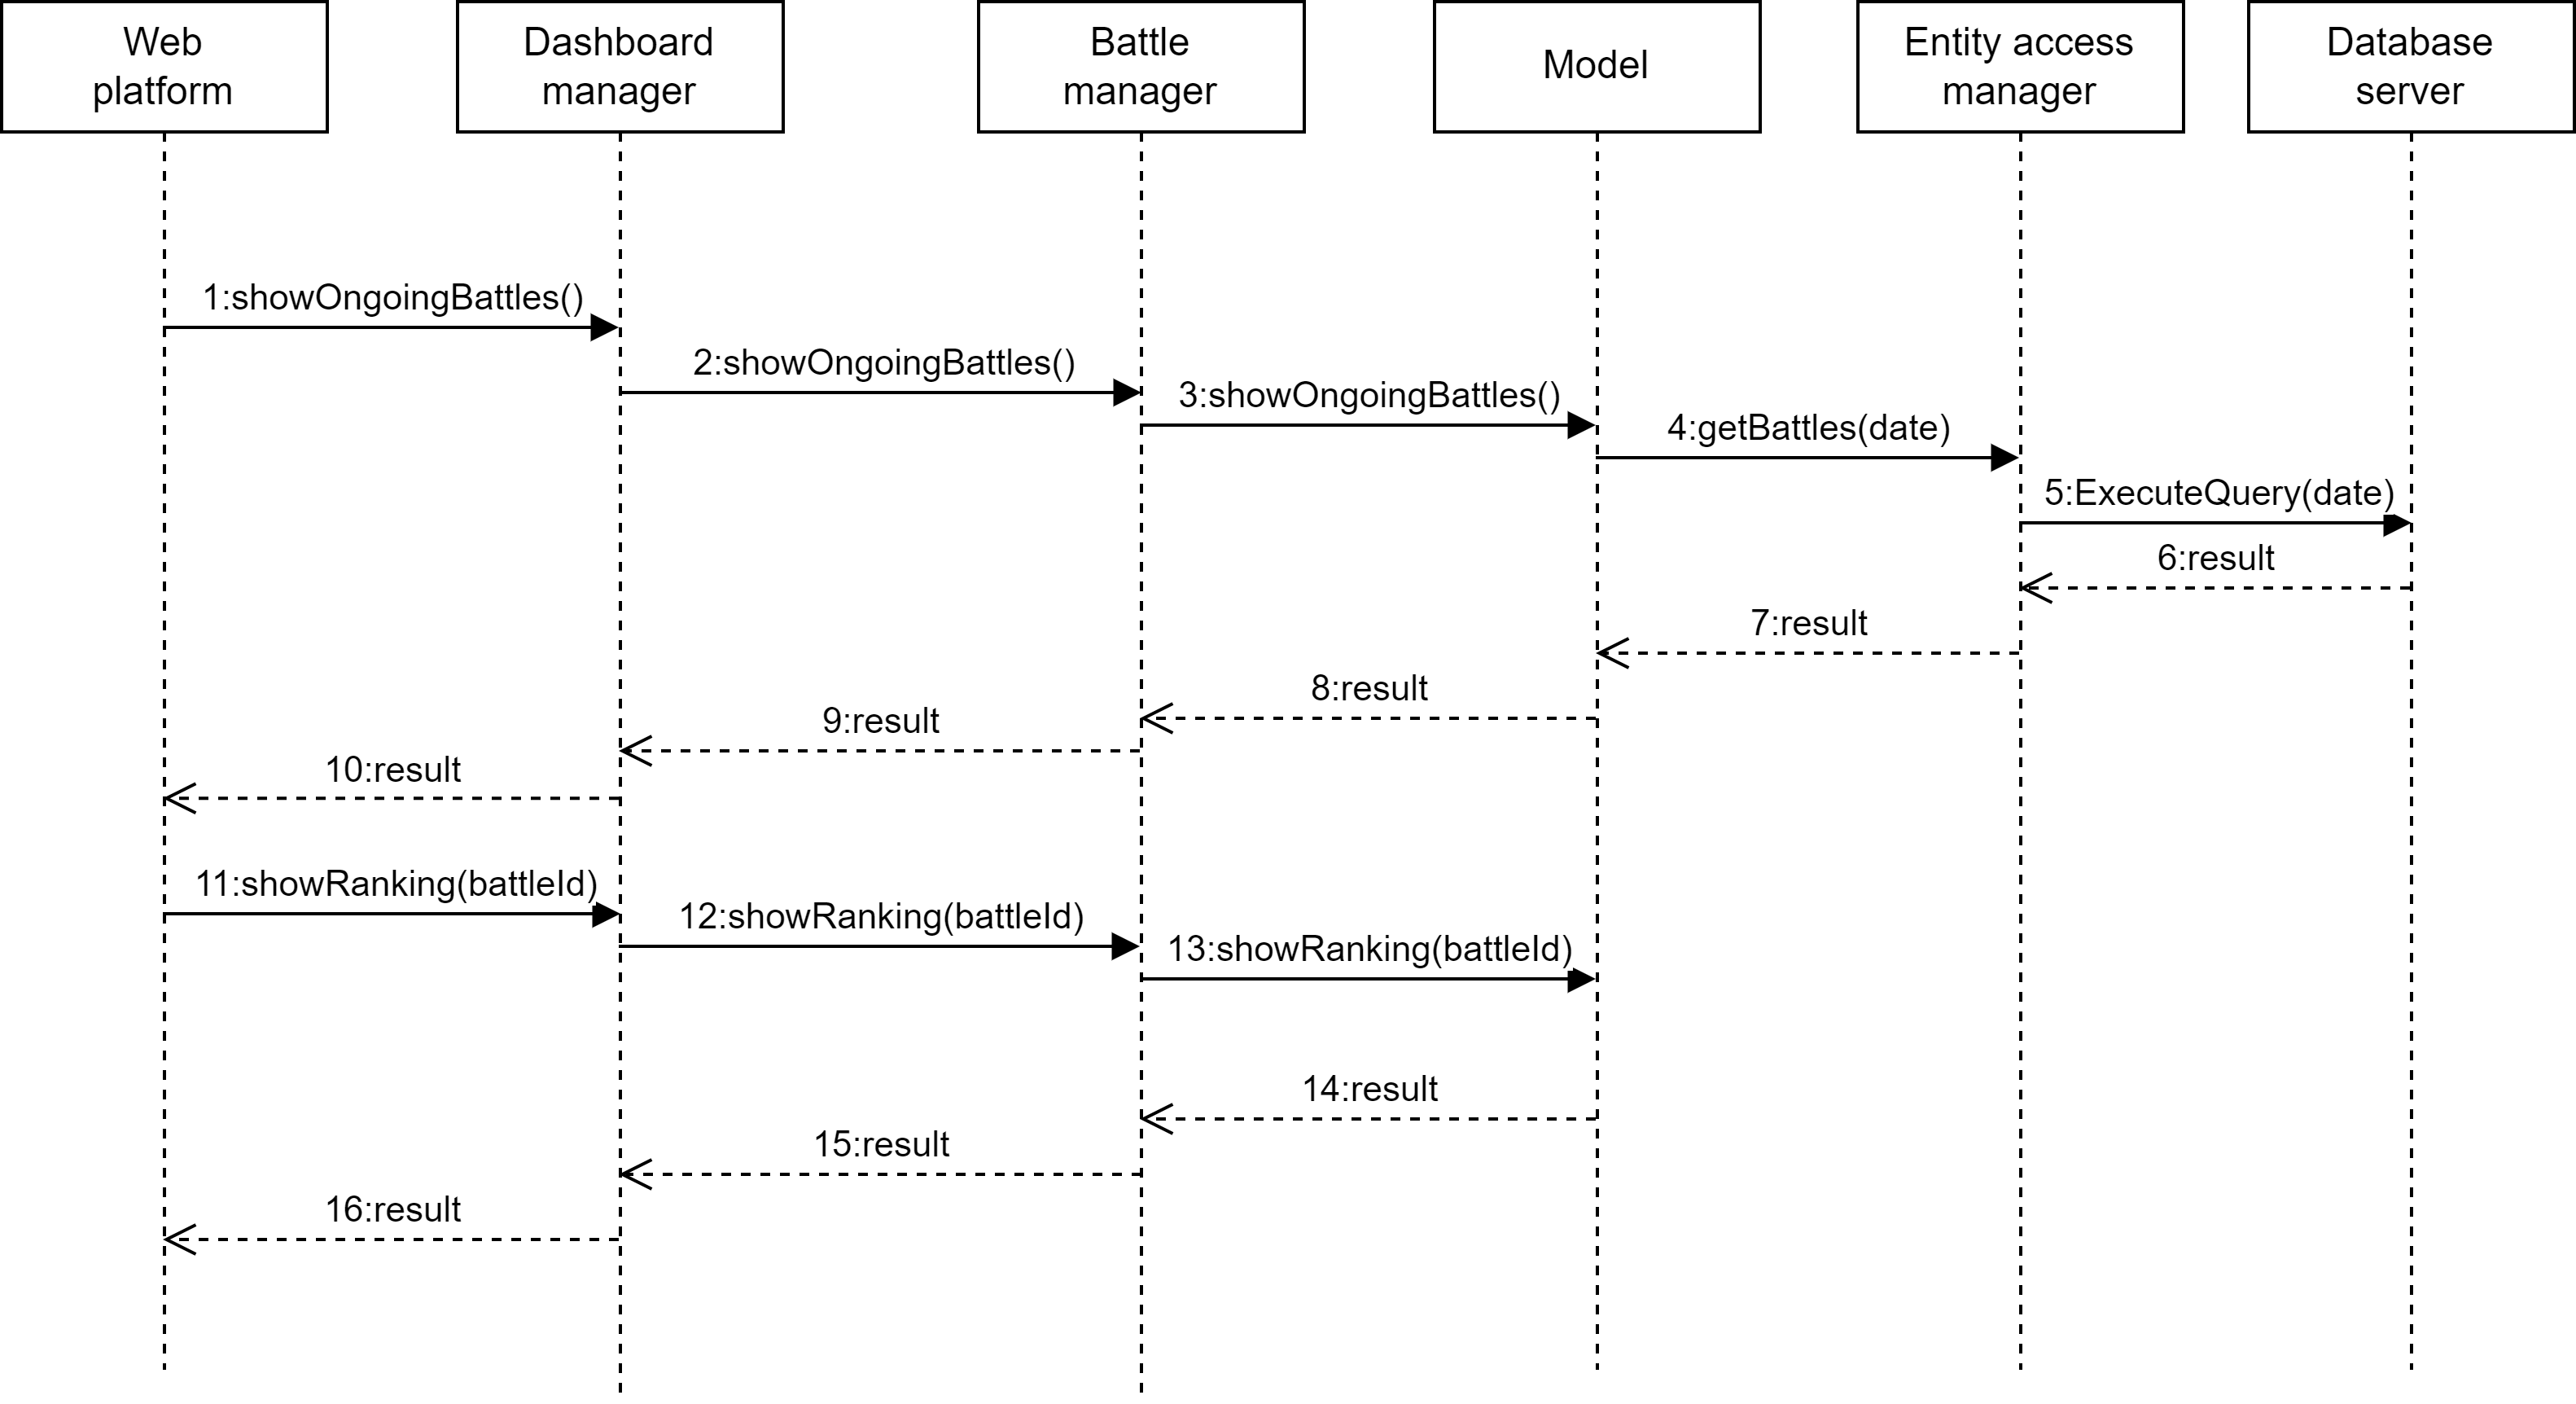 Web
platform
Dashboard
manager
Battle
manager
Model
Entity access
manager
Database
server
1:showOngoingBattles()
2:showOngoingBattles()
3:showOngoingBattles()
4:getBattles(date)
5:ExecuteQuery(date)
6:result
7:result
8:result
9:result
10:result
11:showRanking(battleId)
12:showRanking(battleId)
13:showRanking(battleId)
14:result
15:result
16:result